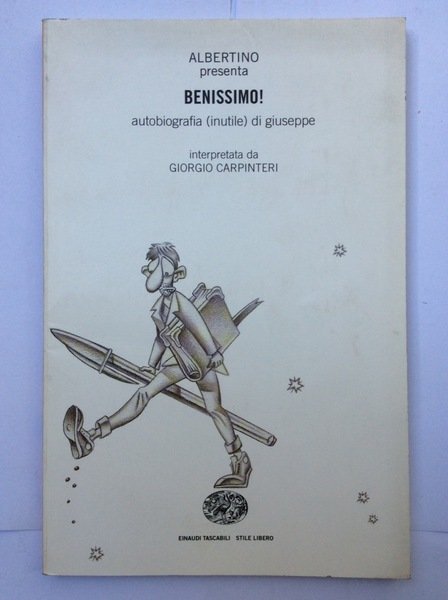 ALBERTINO
presenta
BENISSIMO!
autobiografia (inutile) di giuseppe
interpretata da
GIORGIO CARPINTERI
EINAUDI TASCABILI STILE LIBERO